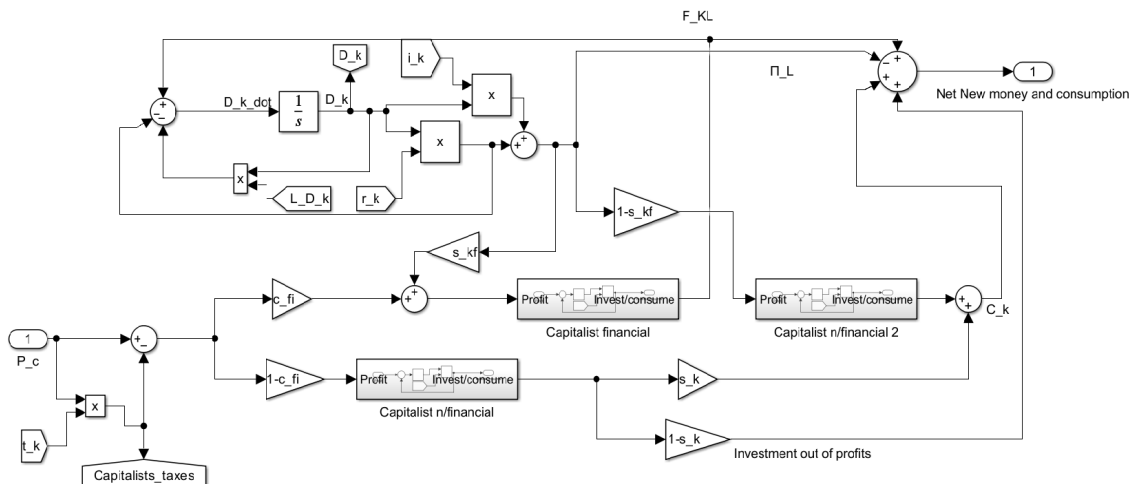 F_KL
D_k
i_k
Π_L
1
Net New money and consumption
D_k_dot
1
s
D_k
x
x
x
L_D_k
r_k
1-s_kf
s_kf
c_fi
Profit
Invest/consume
Capitalist financial
Profit
Invest/consume
Capitalist n/financial 2
C_k
1
P_c
1-c_fi
Profit
Invest/consume
Capitalist n/financial
s_k
x
t_k
1-s_k
Investment out of profits
Capitalists_taxes